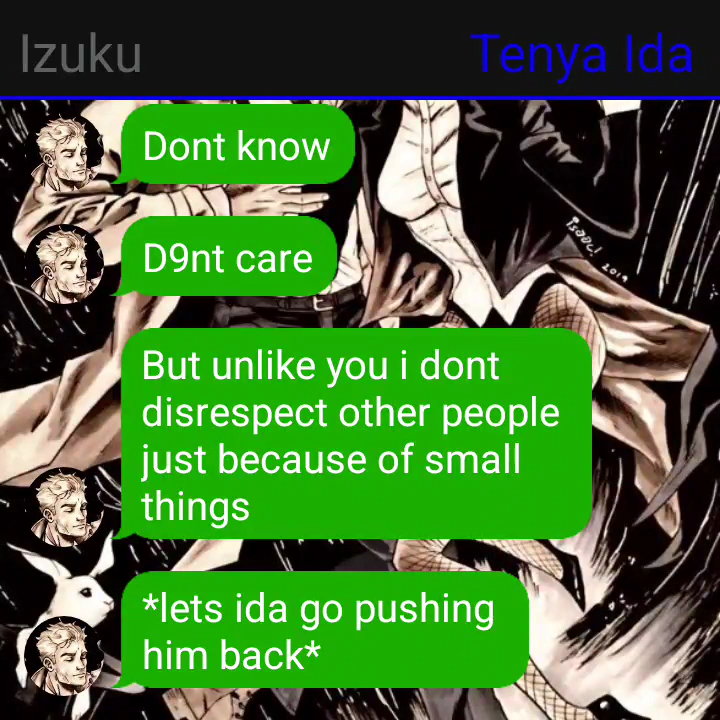 Izuku Tenya Ida
Dont know
D9nt care
But unlike you i dont
disrespect other people
just because of small
things
*lets ida go pushing
him back*